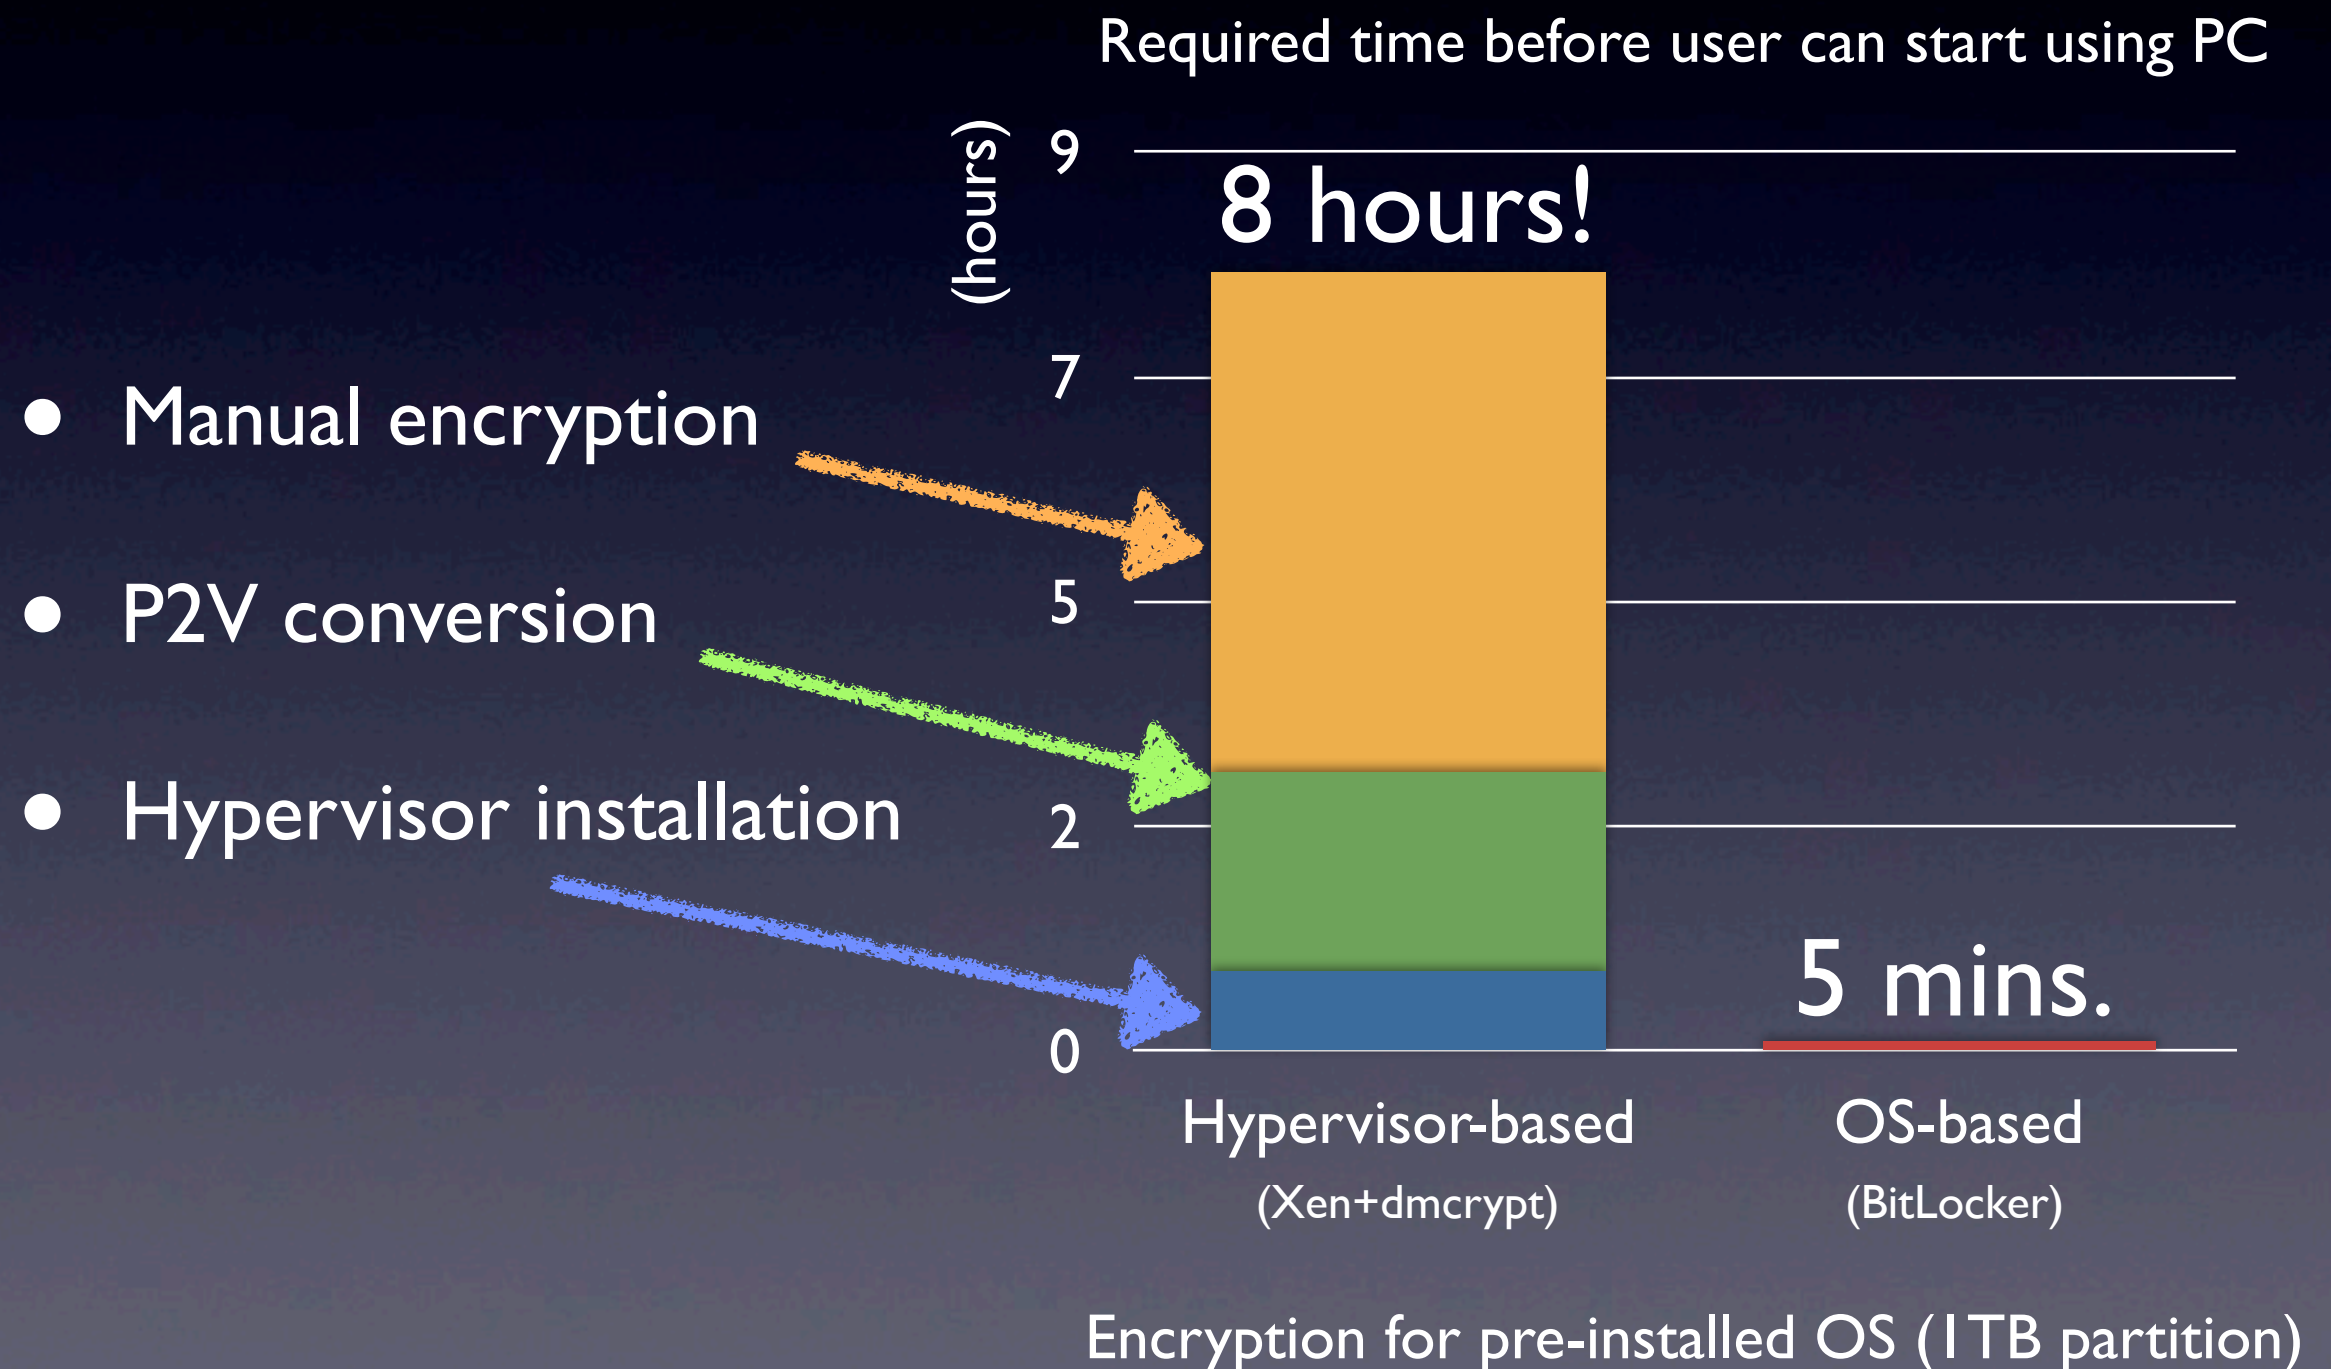 Required time before user can start using PC
(hours)
9
8 hours!
7
● Manual encryption
5
● P2V conversion
2
● Hypervisor installation
5 mins.
0
Hypervisor-based
(Xen+dmcrypt)
OS-based
(BitLocker)
Encryption for pre-installed OS (1TB partition)